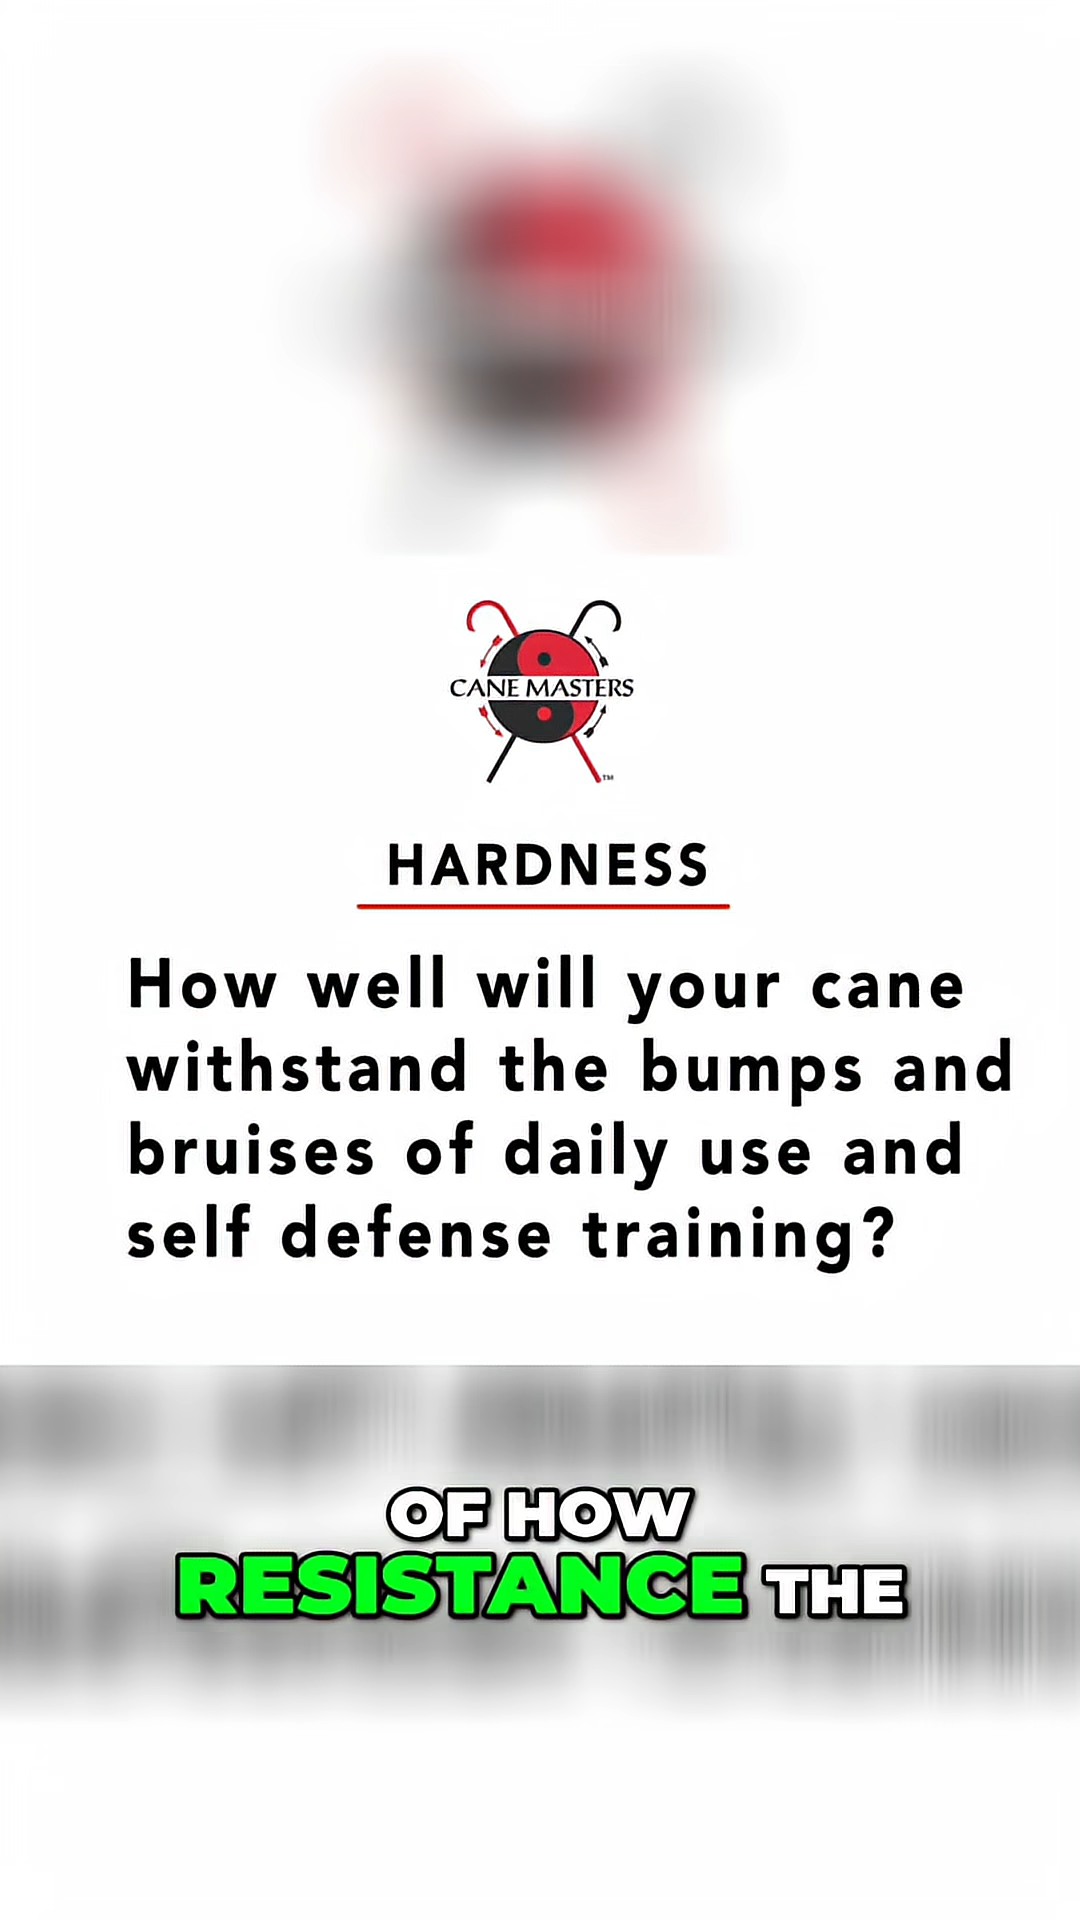 CANE MASTERS
TM
HARDNESS
How well will your cane
withstand the bumps and
bruises of daily use and
self defense training?
OF HOW
RESISTANCE THE